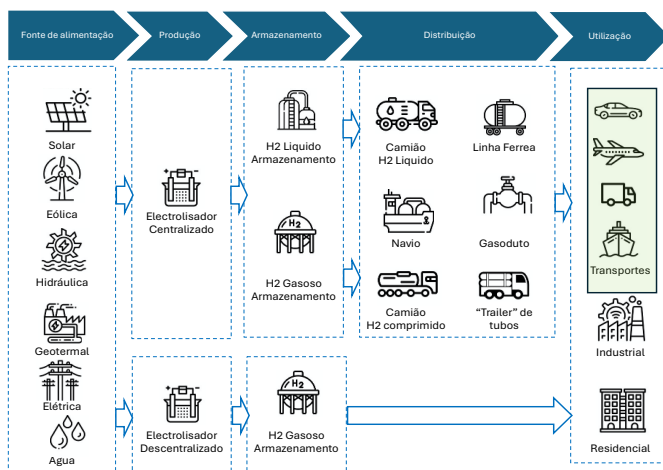 Fonte de alimentação
Produção
Armazenamento
Distribuição
Utilização
Solar
Eólica
Hidráulica
Geotermal
Elétrica
Agua
Electrolisador
Centralizado
Electrolisador
Descentralizado
H2 Liquido
Armazenamento
H2
H2 Gasoso
Armazenamento
H2
H2 Gasoso
Armazenamento
Camião
H2 Liquido
Linha Ferrea
Navio
Gasoduto
Camião
H2 comprimido
“Trailer” de
tubos
Transportes
Industrial
Residencial